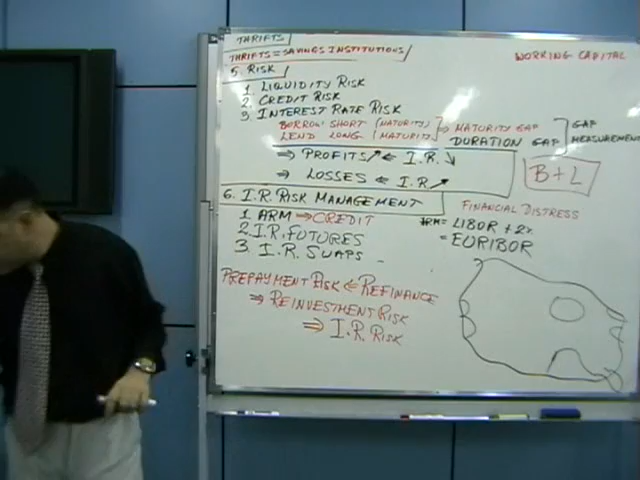 THRIFTS
THRIFTS = SAVINGS INSTITUTIONS
WORKING CAPITAL
5. RISK
1. LIQUIDITY RISK
2. CREDIT RISK
3. INTEREST RATE RISK
BORROW SHORT (MATURITY) ⇒ MATURITY GAP
LEND LONG (MATURITY) DURATION GAP
GAP MEASUREMENT
⇒ PROFITS ↗ ⇐ I.R. ↘
⇒ LOSSES ⇐ I.R. ↗
B + L
6. I.R. RISK MANAGEMENT
FINANCIAL DISTRESS
1. ARM ⇒ CREDIT
= LIBOR + 2%
2. I.R. FUTURES
= EURIBOR
3. I.R. SWAPS
PREPAYMENT RISK ⇐ REFINANCE
⇒ REINVESTMENT RISK
⇒ I.R. RISK